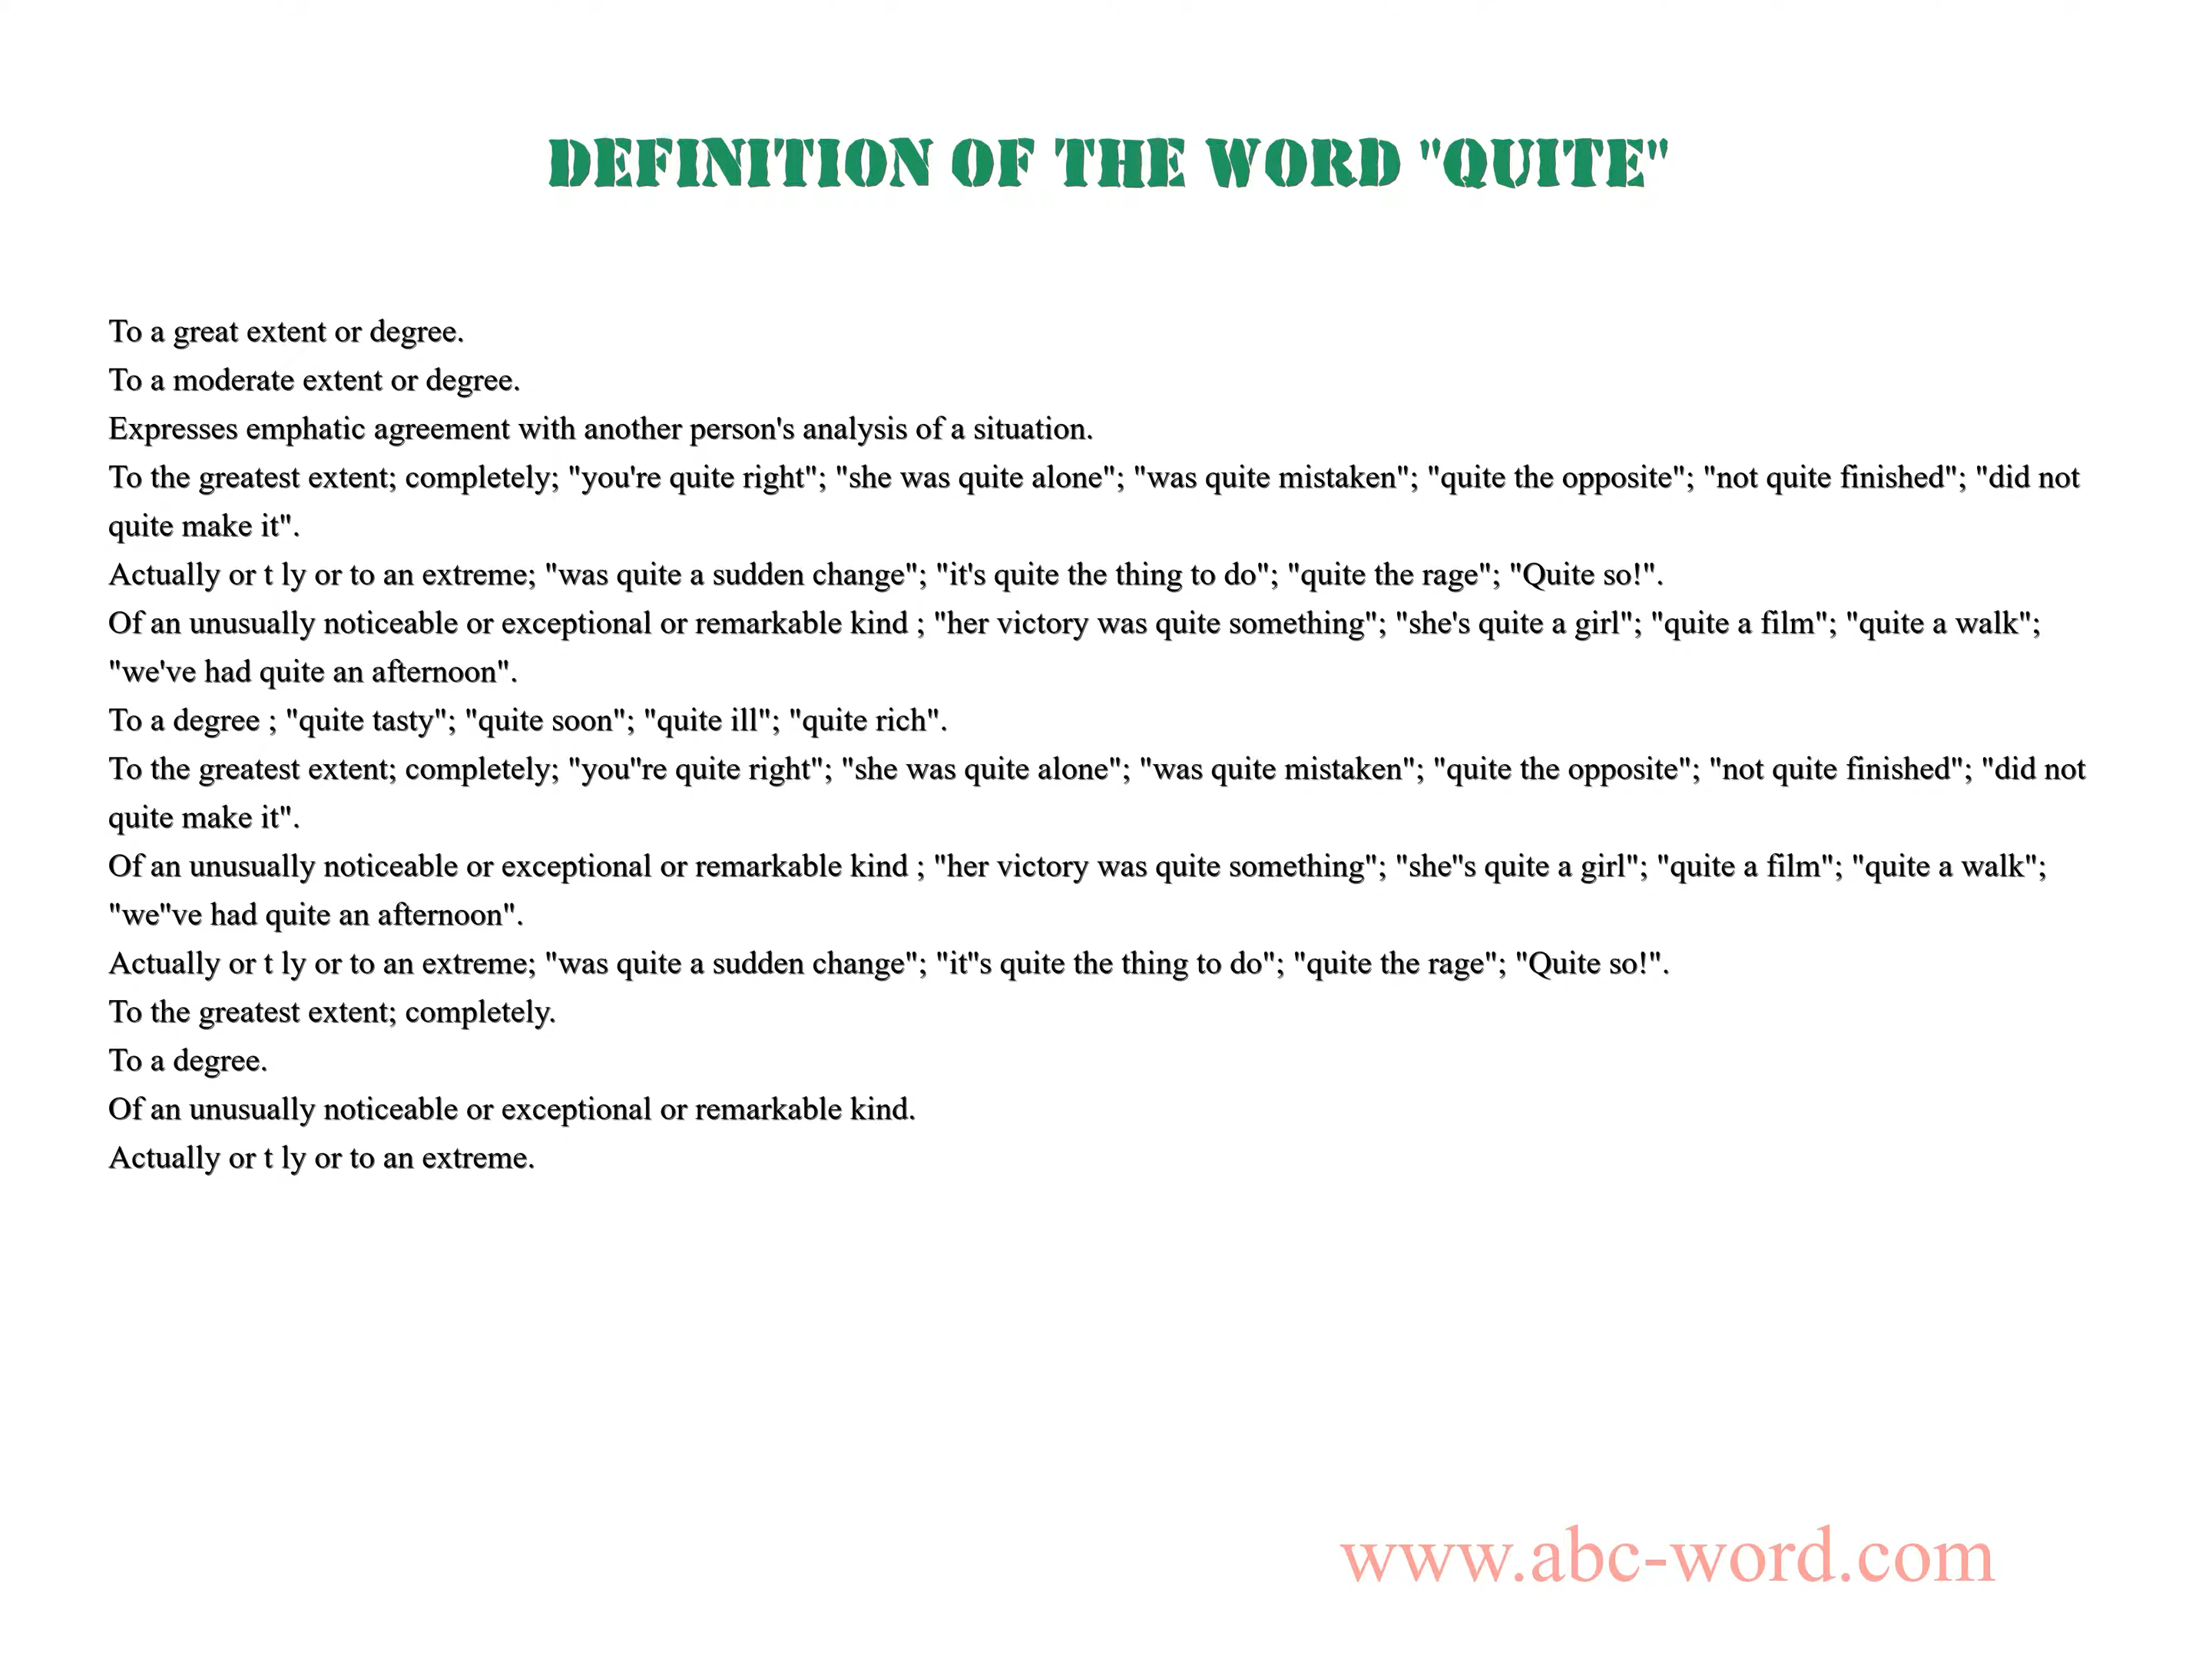 DEFINITION OF THE WORD "QUITE"
To a great extent or degree.
To a moderate extent or degree.
Expresses emphatic agreement with another person's analysis of a situation.
To the greatest extent; completely; "you're quite right"; "she was quite alone"; "was quite mistaken"; "quite the opposite"; "not quite finished"; "did not
quite make it".
Actually or t ly or to an extreme; "was quite a sudden change"; "it's quite the thing to do"; "quite the rage"; "Quite so!".
Of an unusually noticeable or exceptional or remarkable kind ; "her victory was quite something"; "she's quite a girl"; "quite a film"; "quite a walk";
"we've had quite an afternoon".
To a degree ; "quite tasty"; "quite soon"; "quite ill"; "quite rich".
To the greatest extent; completely; "you"re quite right"; "she was quite alone"; "was quite mistaken"; "quite the opposite"; "not quite finished"; "did not
quite make it".
Of an unusually noticeable or exceptional or remarkable kind ; "her victory was quite something"; "she"s quite a girl"; "quite a film"; "quite a walk";
"we"ve had quite an afternoon".
Actually or t ly or to an extreme; "was quite a sudden change"; "it"s quite the thing to do"; "quite the rage"; "Quite so!".
To the greatest extent; completely.
To a degree.
Of an unusually noticeable or exceptional or remarkable kind.
Actually or t ly or to an extreme.
www.abc-word.com